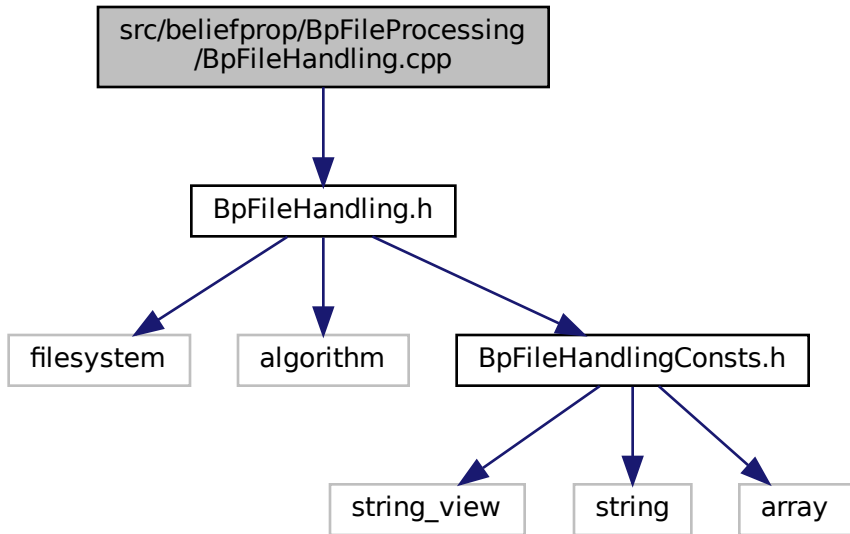 src/beliefprop/BpFileProcessing
/BpFileHandling.cpp
BpFileHandling.h
filesystem
algorithm
BpFileHandlingConsts.h
string_view
string
array